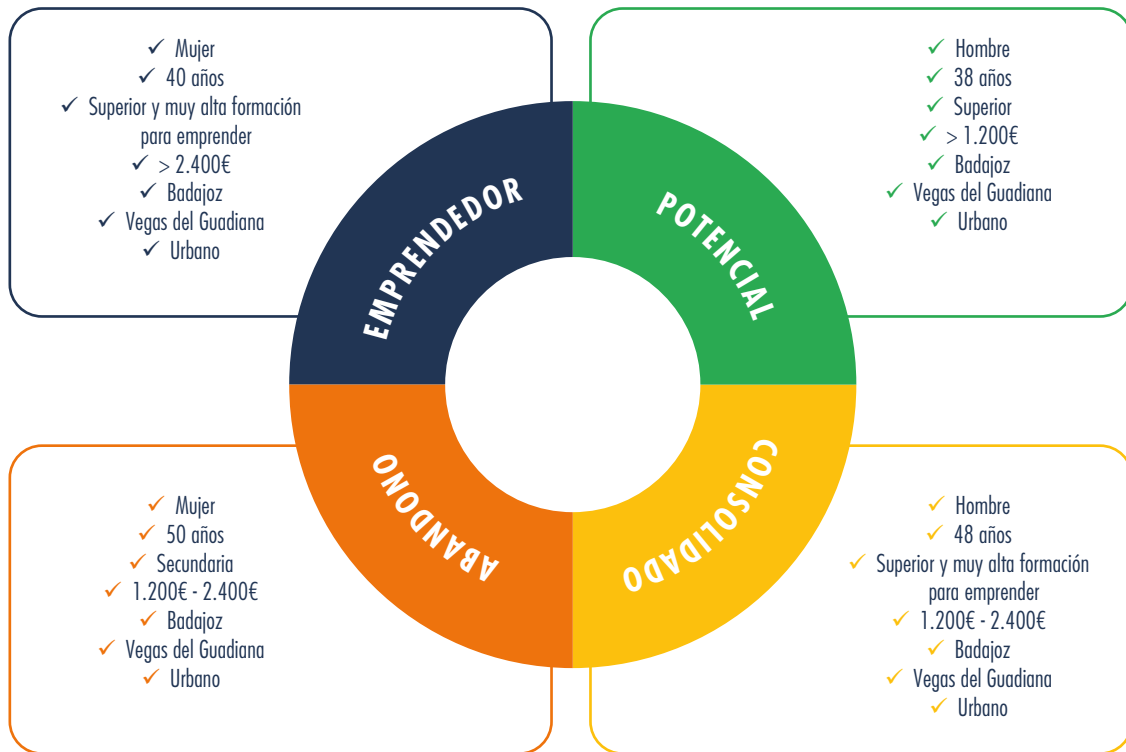 ✓ Mujer
✓ 40 años
✓ Superior y muy alta formación
para emprender
✓ > 2.400€
✓ Badajoz
✓ Vegas del Guadiana
✓ Urbano
✓ Hombre
✓ 38 años
✓ Superior
✓ > 1.200€
✓ Badajoz
✓ Vegas del Guadiana
✓ Urbano
EMPRENDEDOR
POTENCIAL
ABANDONO
CONSOLIDADO
✓ Mujer
✓ 50 años
✓ Secundaria
✓ 1.200€ - 2.400€
✓ Badajoz
✓ Vegas del Guadiana
✓ Urbano
✓ Hombre
✓ 48 años
✓ Superior y muy alta formación
para emprender
✓ 1.200€ - 2.400€
✓ Badajoz
✓ Vegas del Guadiana
✓ Urbano